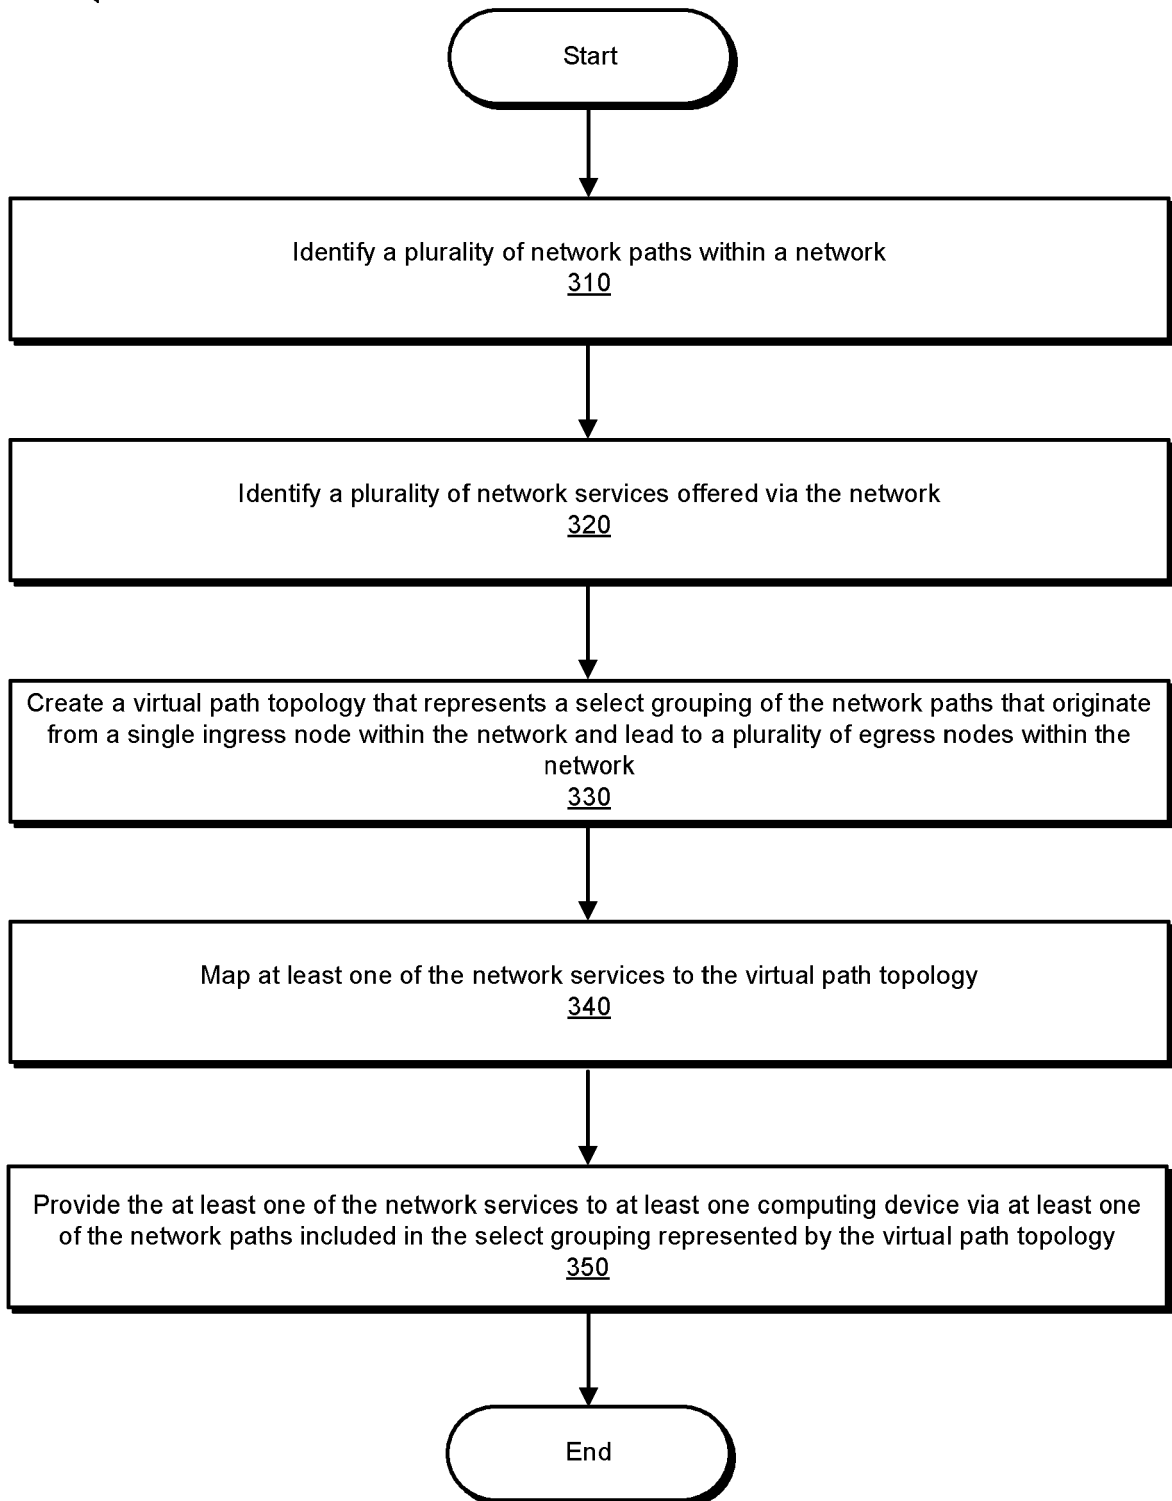 Start
Identify a plurality of network paths within a network
310
Identify a plurality of network services offered via the network
320
Create a virtual path topology that represents a select grouping of the network paths that originate
from a single ingress node within the network and lead to a plurality of egress nodes within the
network
330
Map at least one of the network services to the virtual path topology
340
Provide the at least one of the network services to at least one computing device via at least one
of the network paths included in the select grouping represented by the virtual path topology
350
End